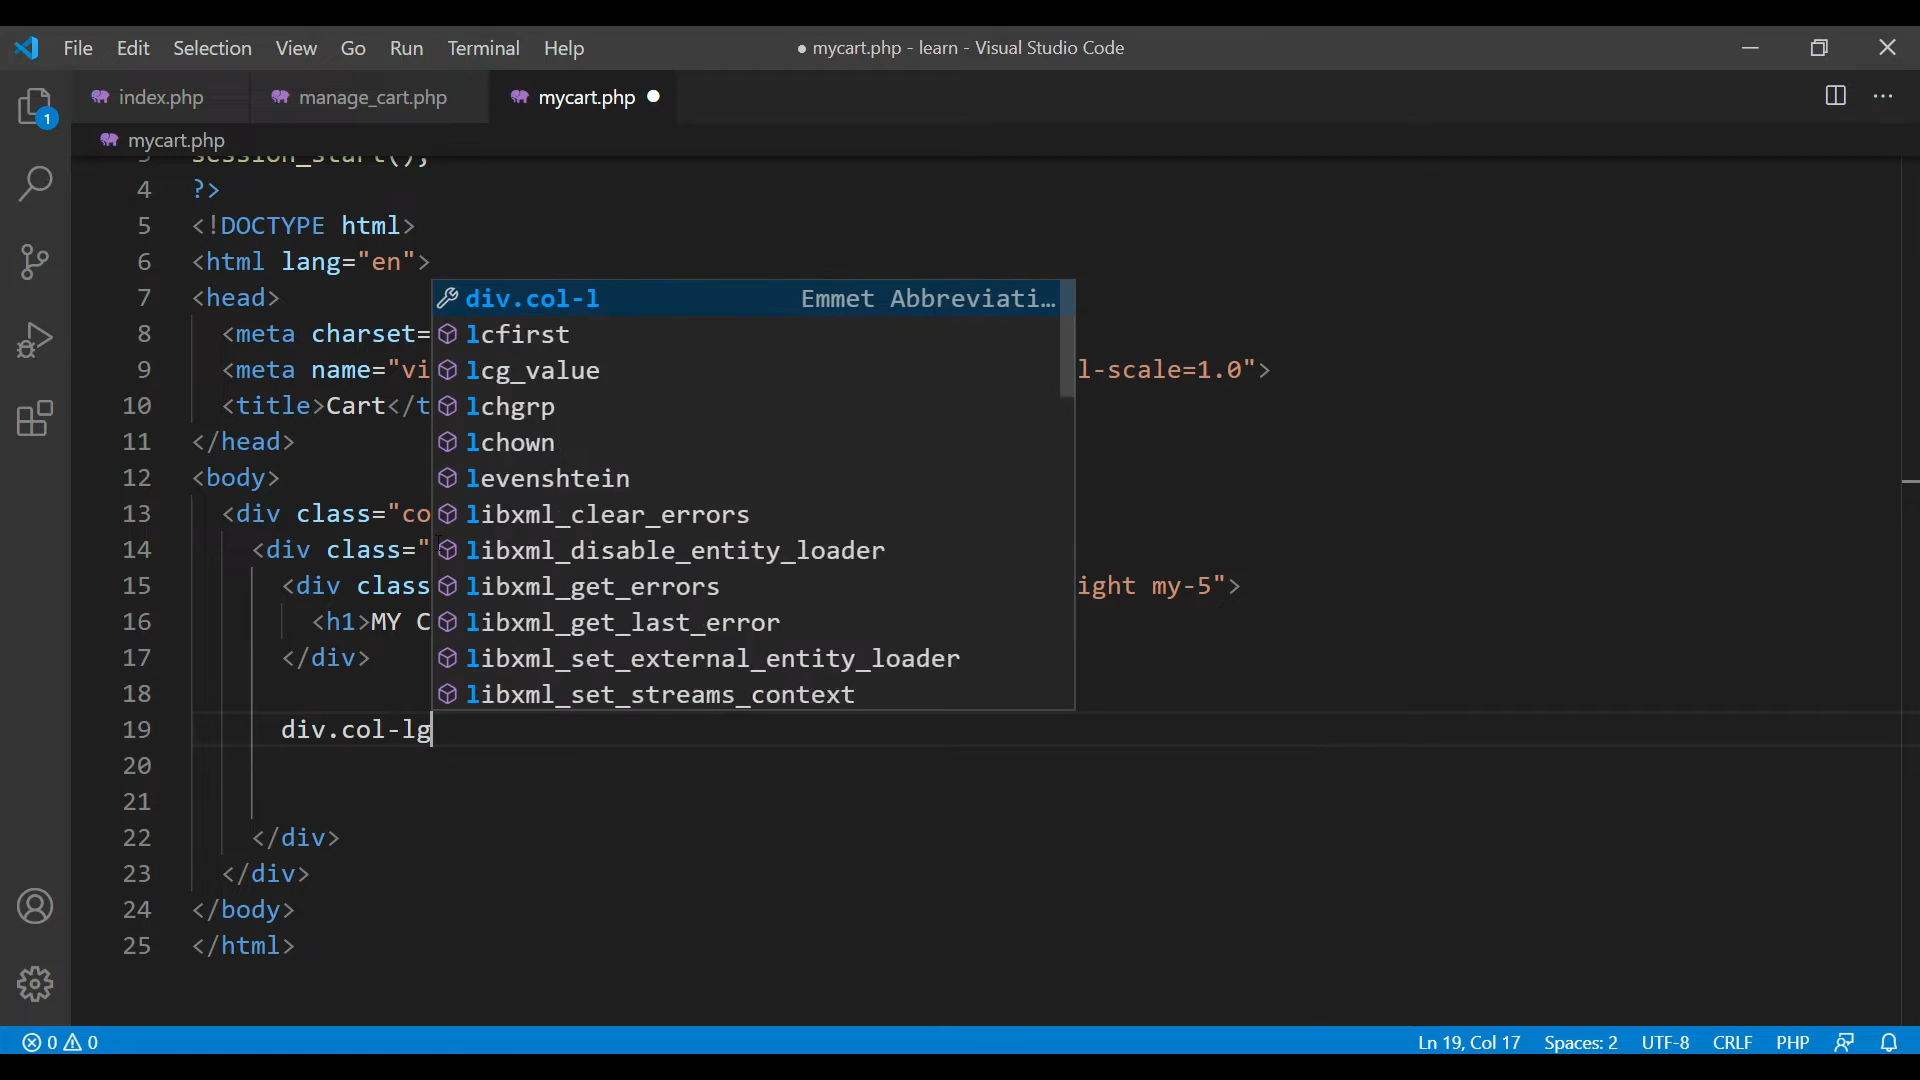 File Edit Selection View Go Run Terminal Help ● mycart.php - learn - Visual Studio Code
index.php manage_cart.php mycart.php
1
mycart.php
session_start();
4 ?>
5 <!DOCTYPE html>
6 <html lang="en">
7 <head>
div.col-l Emmet Abbreviati…
8 <meta charset=
lcfirst
9 <meta name="vi
lcg_value
l-scale=1.0">
10 <title>Cart</t
lchgrp
11 </head>
lchown
12 <body>
levenshtein
13 <div class="co
libxml_clear_errors
14 <div class="
libxml_disable_entity_loader
15 <div class
libxml_get_errors
ight my-5">
16 <h1>MY C
libxml_get_last_error
17 </div>
libxml_set_external_entity_loader
18
libxml_set_streams_context
19 div.col-lg
20
21
22 </div>
23 </div>
24 </body>
25 </html>
0 0 Ln 19, Col 17 Spaces: 2 UTF-8 CRLF PHP